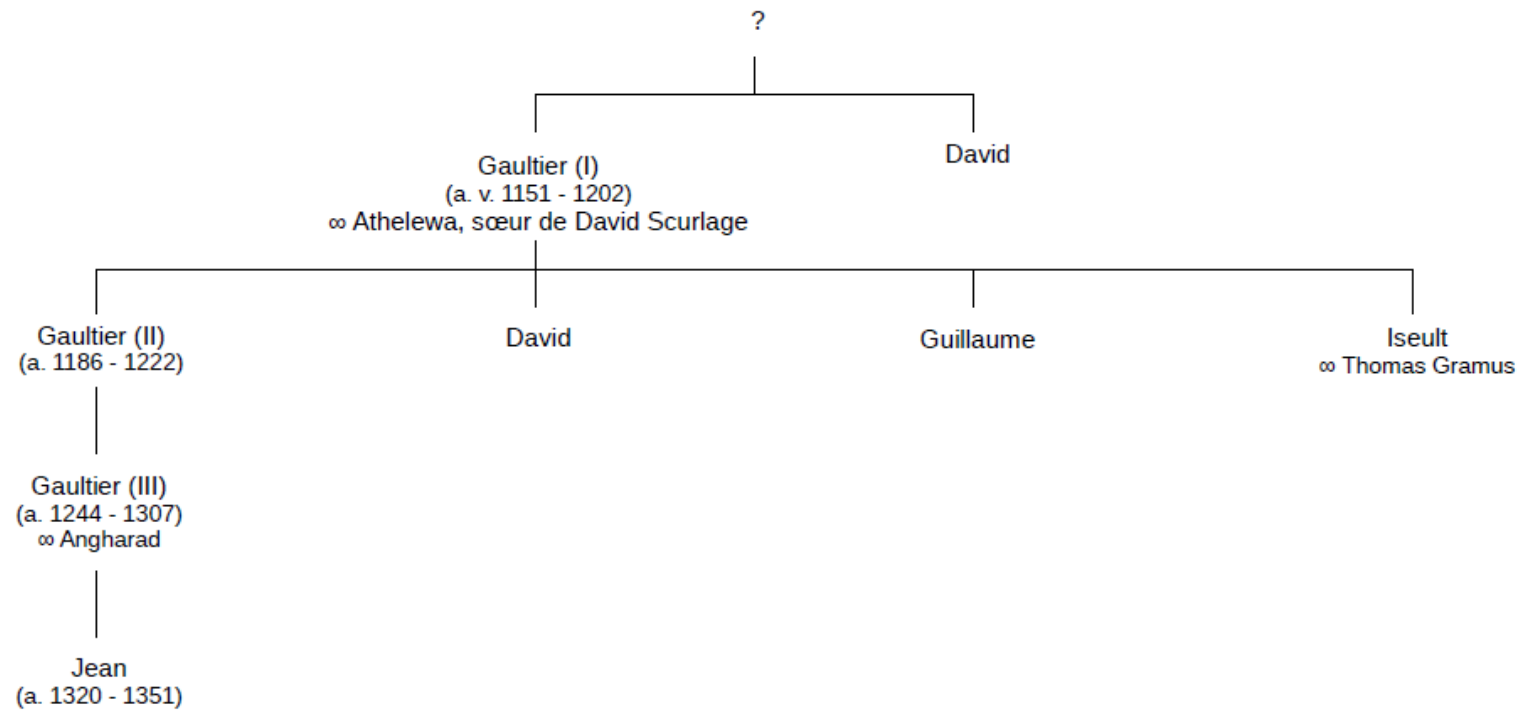 ?
Gaultier (I)
(a. v. 1151 - 1202)
∞ Athelewa, sœur de David Scurlage
David
Gaultier (II)
(a. 1186 - 1222)
David
Guillaume
Iseult
∞ Thomas Gramus
Gaultier (III)
(a. 1244 - 1307)
∞ Angharad
Jean
(a. 1320 - 1351)